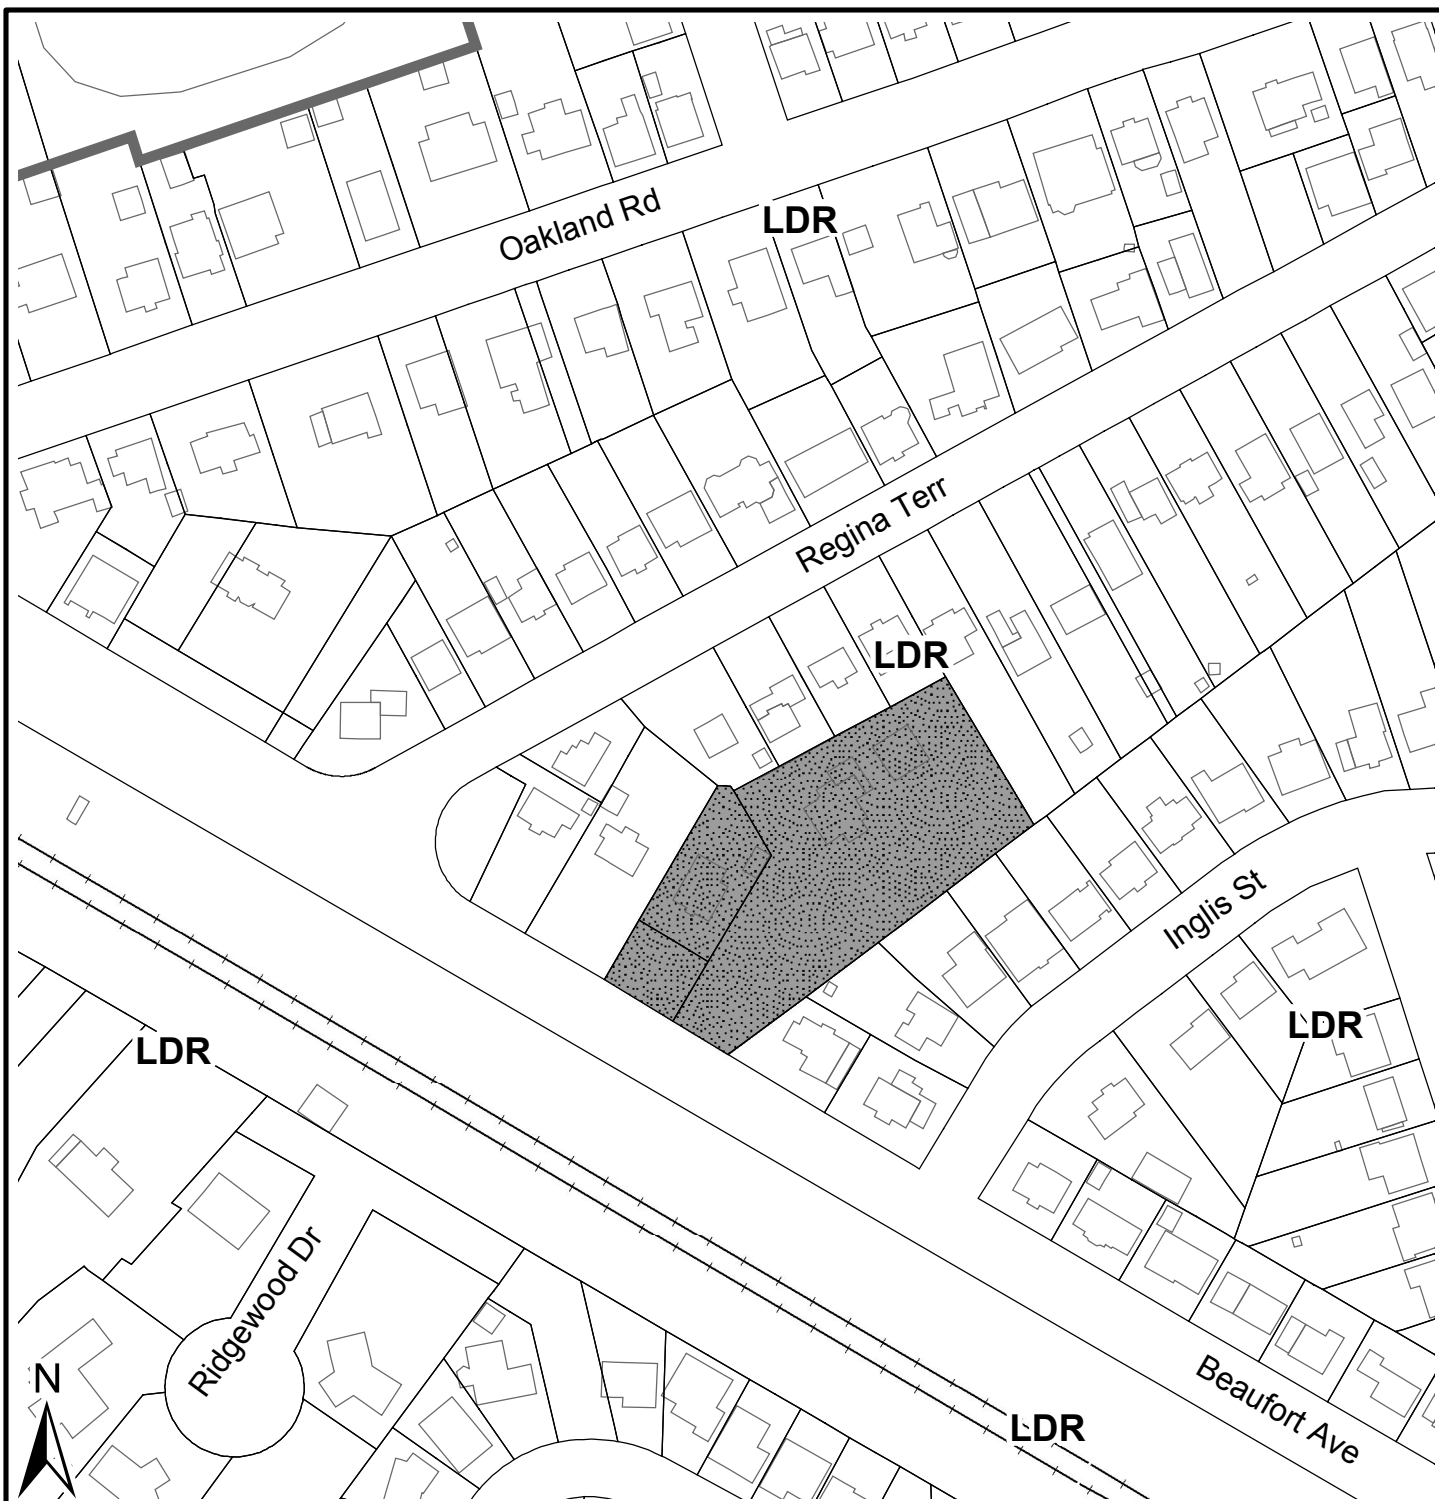 Oakland Rd
LDR
Regina Terr
LDR
Inglis St
LDR
LDR
Ridgewood Dr
N
Beaufort Ave
LDR